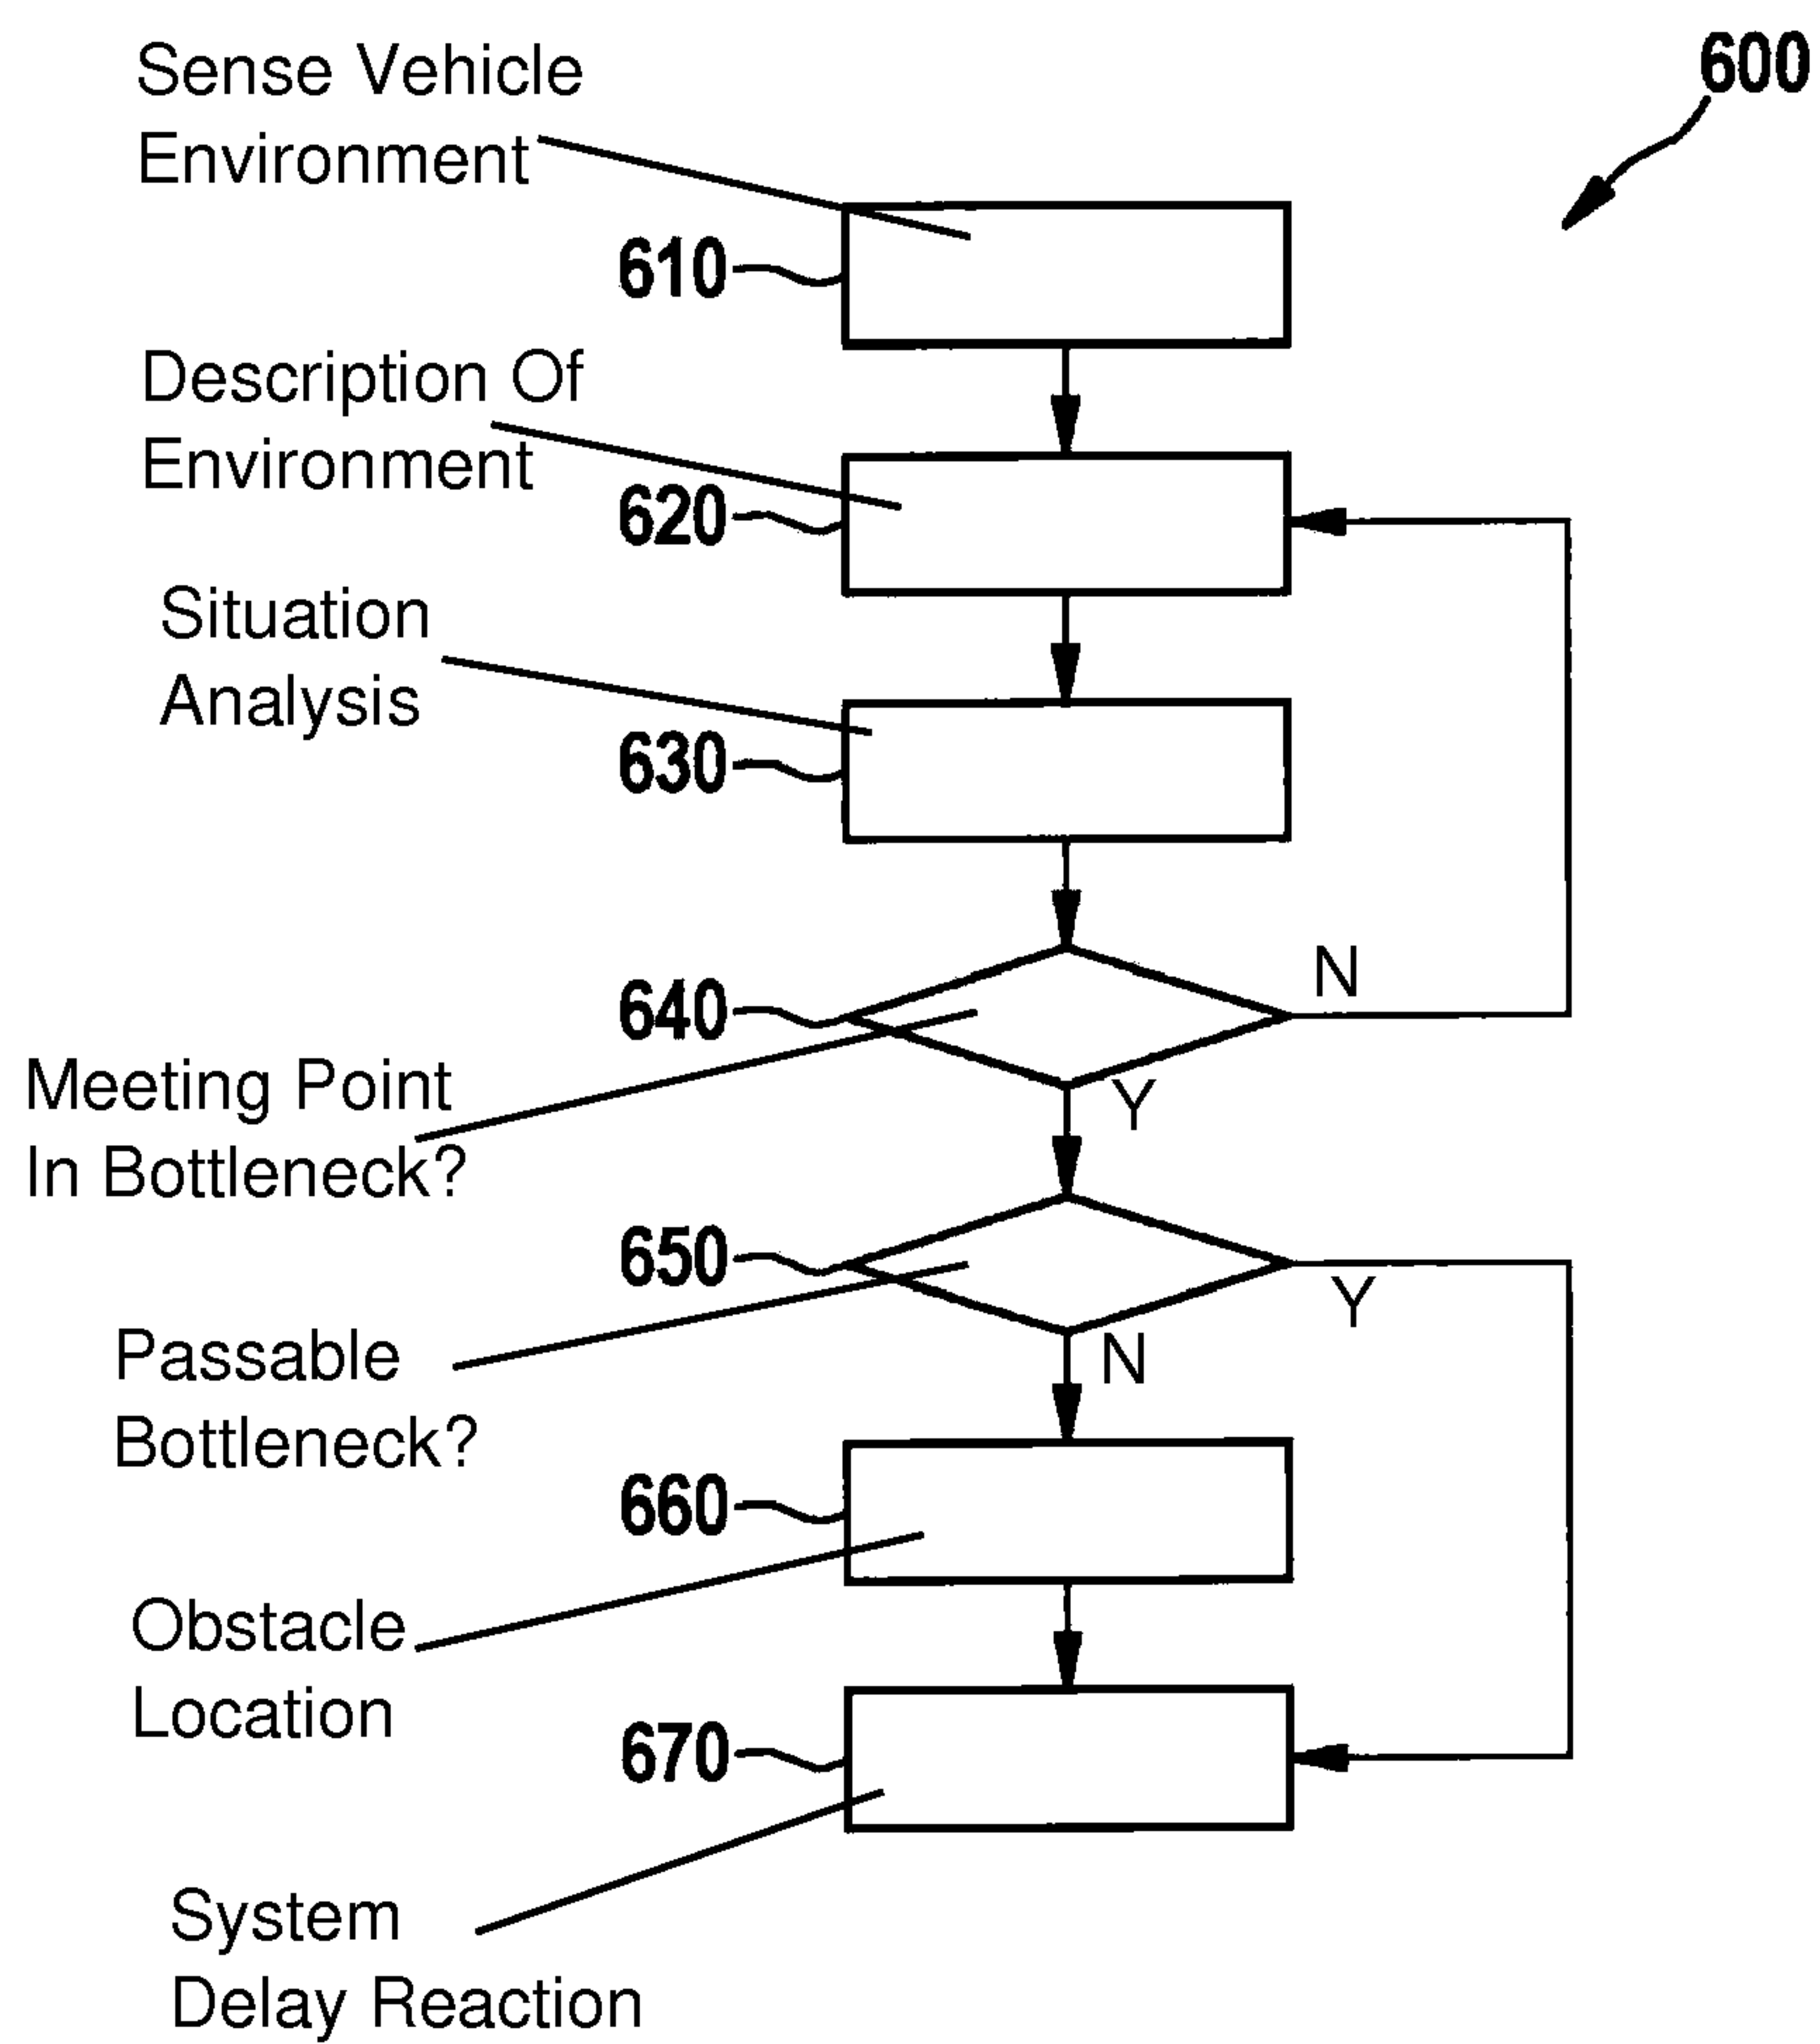 Sense Vehicle
Environment
600
610
Description Of
Environment
620
Situation
Analysis
630
N
640
Meeting Point
In Bottleneck?
Y
650
Y
Passable
Bottleneck?
N
660
Obstacle
Location
670
System
Delay Reaction